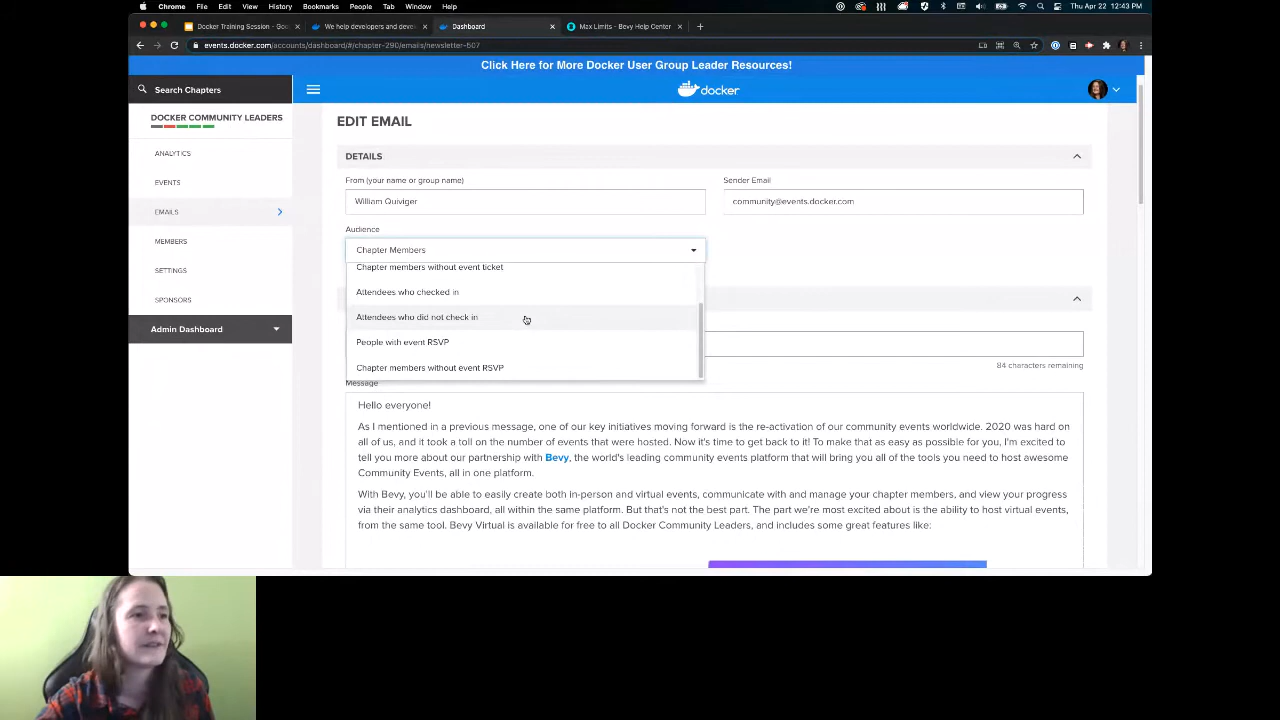 Chrome File Edit View History Bookmarks People Tab Window Help Thu Apr 22 12:43 PM
Docker Training Session - Goo We help developers and devel Dashboard Max Limits - Bevy Help Center
events.docker.com/accounts/dashboard/#/chapter-290/emails/newsletter-507
Click Here for More Docker User Group Leader Resources!
Search Chapters
docker
DOCKER COMMUNITY LEADERS
ANALYTICS
EVENTS
EMAILS
MEMBERS
SETTINGS
SPONSORS
Admin Dashboard
EDIT EMAIL
DETAILS
From (your name or group name) Sender Email
William Quiviger community@events.docker.com
Audience
Chapter Members
Chapter members without event ticket
Attendees who checked in
Attendees who did not check in
People with event RSVP
Chapter members without event RSVP
84 characters remaining
Message
Hello everyone!
As I mentioned in a previous message, one of our key initiatives moving forward is the re-activation of our community events worldwide. 2020 was hard on
all of us, and it took a toll on the number of events that were hosted. Now it's time to get back to it! To make that as easy as possible for you, I'm excited to
tell you more about our partnership with Bevy, the world's leading community events platform that will bring you all of the tools you need to host awesome
Community Events, all in one platform.
With Bevy, you'll be able to easily create both in-person and virtual events, communicate with and manage your chapter members, and view your progress
via their analytics dashboard, all within the same platform. But that's not the best part. The part we're most excited about is the ability to host virtual events,
from the same tool. Bevy Virtual is available for free to all Docker Community Leaders, and includes some great features like: